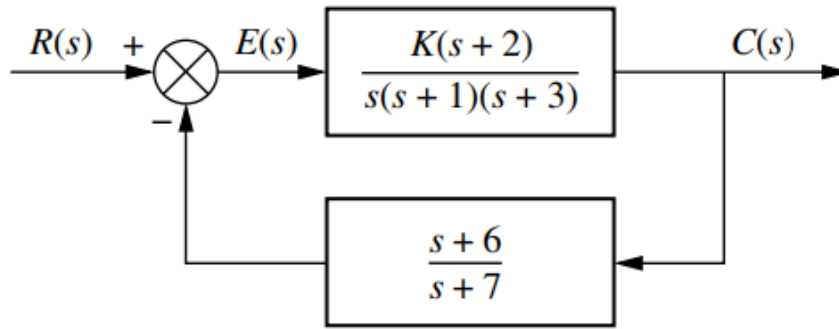 R(s) + E(s) K(s + 2) C(s)
s(s + 1)(s + 3)
−
s + 6
s + 7